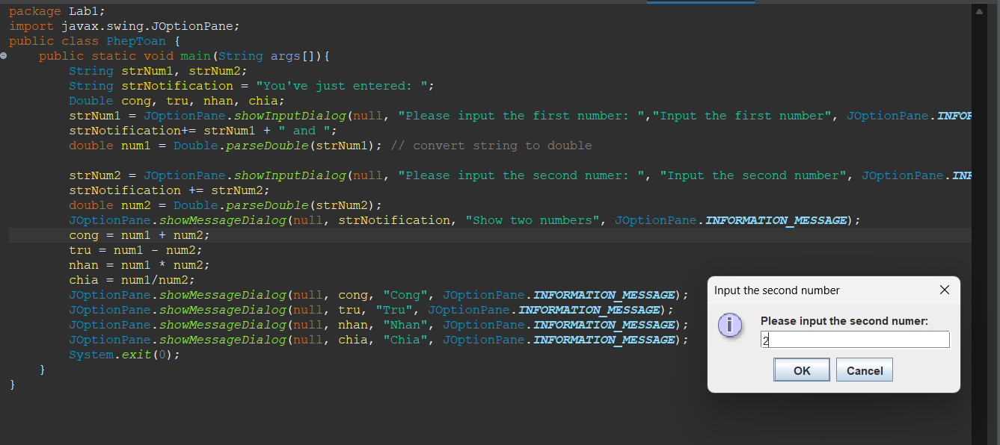 package Lab1;
import javax.swing.JOptionPane;
public class PhepToan {
    public static void main(String args[]){
        String strNum1, strNum2;
        String strNotification = "You've just entered: ";
        Double cong, tru, nhan, chia;
        strNum1 = JOptionPane.showInputDialog(null, "Please input the first number: ","Input the first number", JOptionPane.INFOR
        strNotification+= strNum1 + " and ";
        double num1 = Double.parseDouble(strNum1); // convert string to double
        strNum2 = JOptionPane.showInputDialog(null, "Please input the second numer: ", "Input the second number", JOptionPane.INF
        strNotification += strNum2;
        double num2 = Double.parseDouble(strNum2);
        JOptionPane.showMessageDialog(null, strNotification, "Show two numbers", JOptionPane.INFORMATION_MESSAGE);
        cong = num1 + num2;
        tru = num1 - num2;
        nhan = num1 * num2;
        chia = num1/num2;
        JOptionPane.showMessageDialog(null, cong, "Cong", JOptionPane.INFORMATION_MESSAGE);
        JOptionPane.showMessageDialog(null, tru, "Tru", JOptionPane.INFORMATION_MESSAGE);
        JOptionPane.showMessageDialog(null, nhan, "Nhan", JOptionPane.INFORMATION_MESSAGE);
        JOptionPane.showMessageDialog(null, chia, "Chia", JOptionPane.INFORMATION_MESSAGE);
        System.exit(0);
    }
}
Input the second number
Please input the second numer:
2
OK Cancel